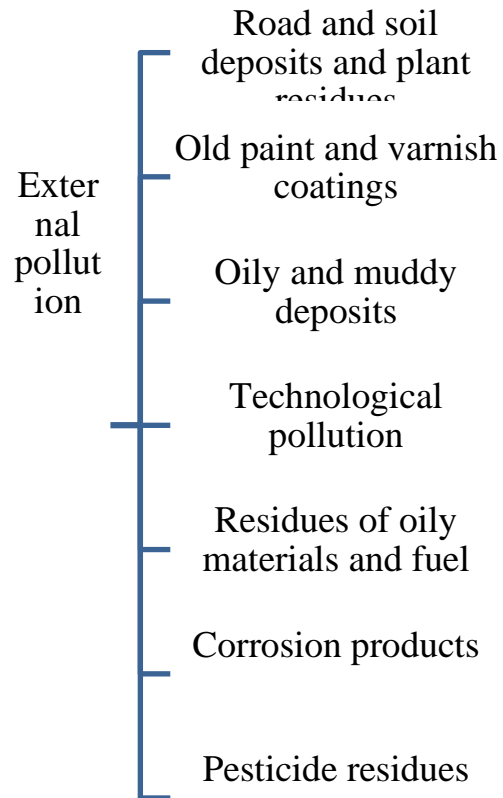 Road and soil
deposits and plant
residues
Old paint and varnish
coatings
Exter
nal
pollut
ion
Oily and muddy
deposits
Technological
pollution
Residues of oily
materials and fuel
Corrosion products
Pesticide residues